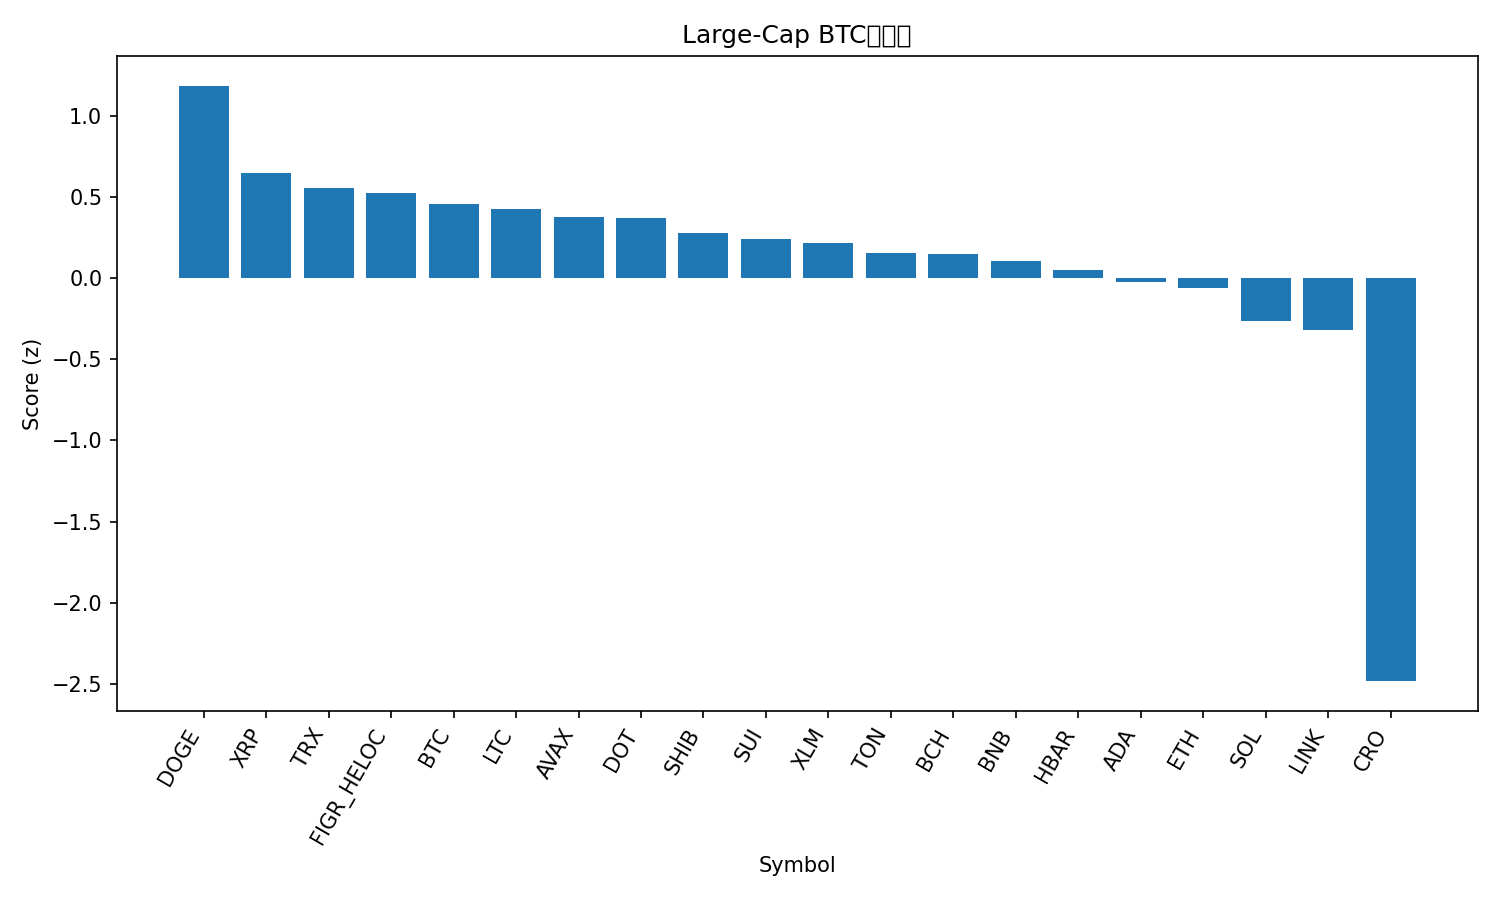 Large-Cap BTC
Score (z)
1.0
0.5
0.0
−0.5
−1.0
−1.5
−2.0
−2.5
DOGE
XRP
TRX
FIGR_HELOC
BTC
LTC
AVAX
DOT
SHIB
SUI
XLM
TON
BCH
BNB
HBAR
ADA
ETH
SOL
LINK
CRO
Symbol